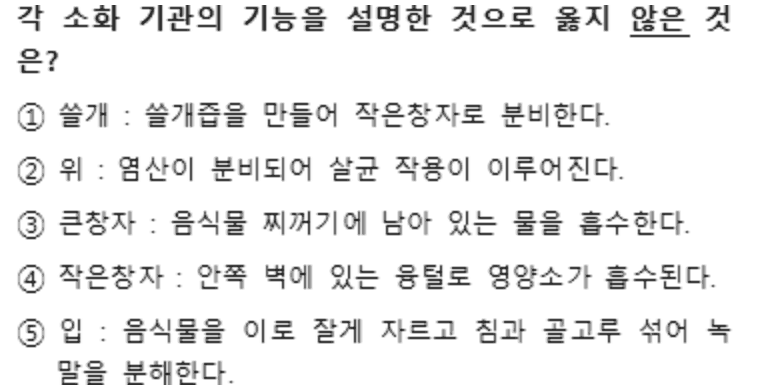 각 소화 기관의 기능을 설명한 것으로 옳지 않은 것
은?
① 쓸개 : 쓸개즙을 만들어 작은창자로 분비한다.
② 위 : 염산이 분비되어 살균 작용이 이루어진다.
③ 큰창자 : 음식물 찌꺼기에 남아 있는 물을 흡수한다.
④ 작은창자 : 안쪽 벽에 있는 융털로 영양소가 흡수된다.
⑤ 입 : 음식물을 이로 잘게 자르고 침과 골고루 섞어 녹
말을 분해한다.